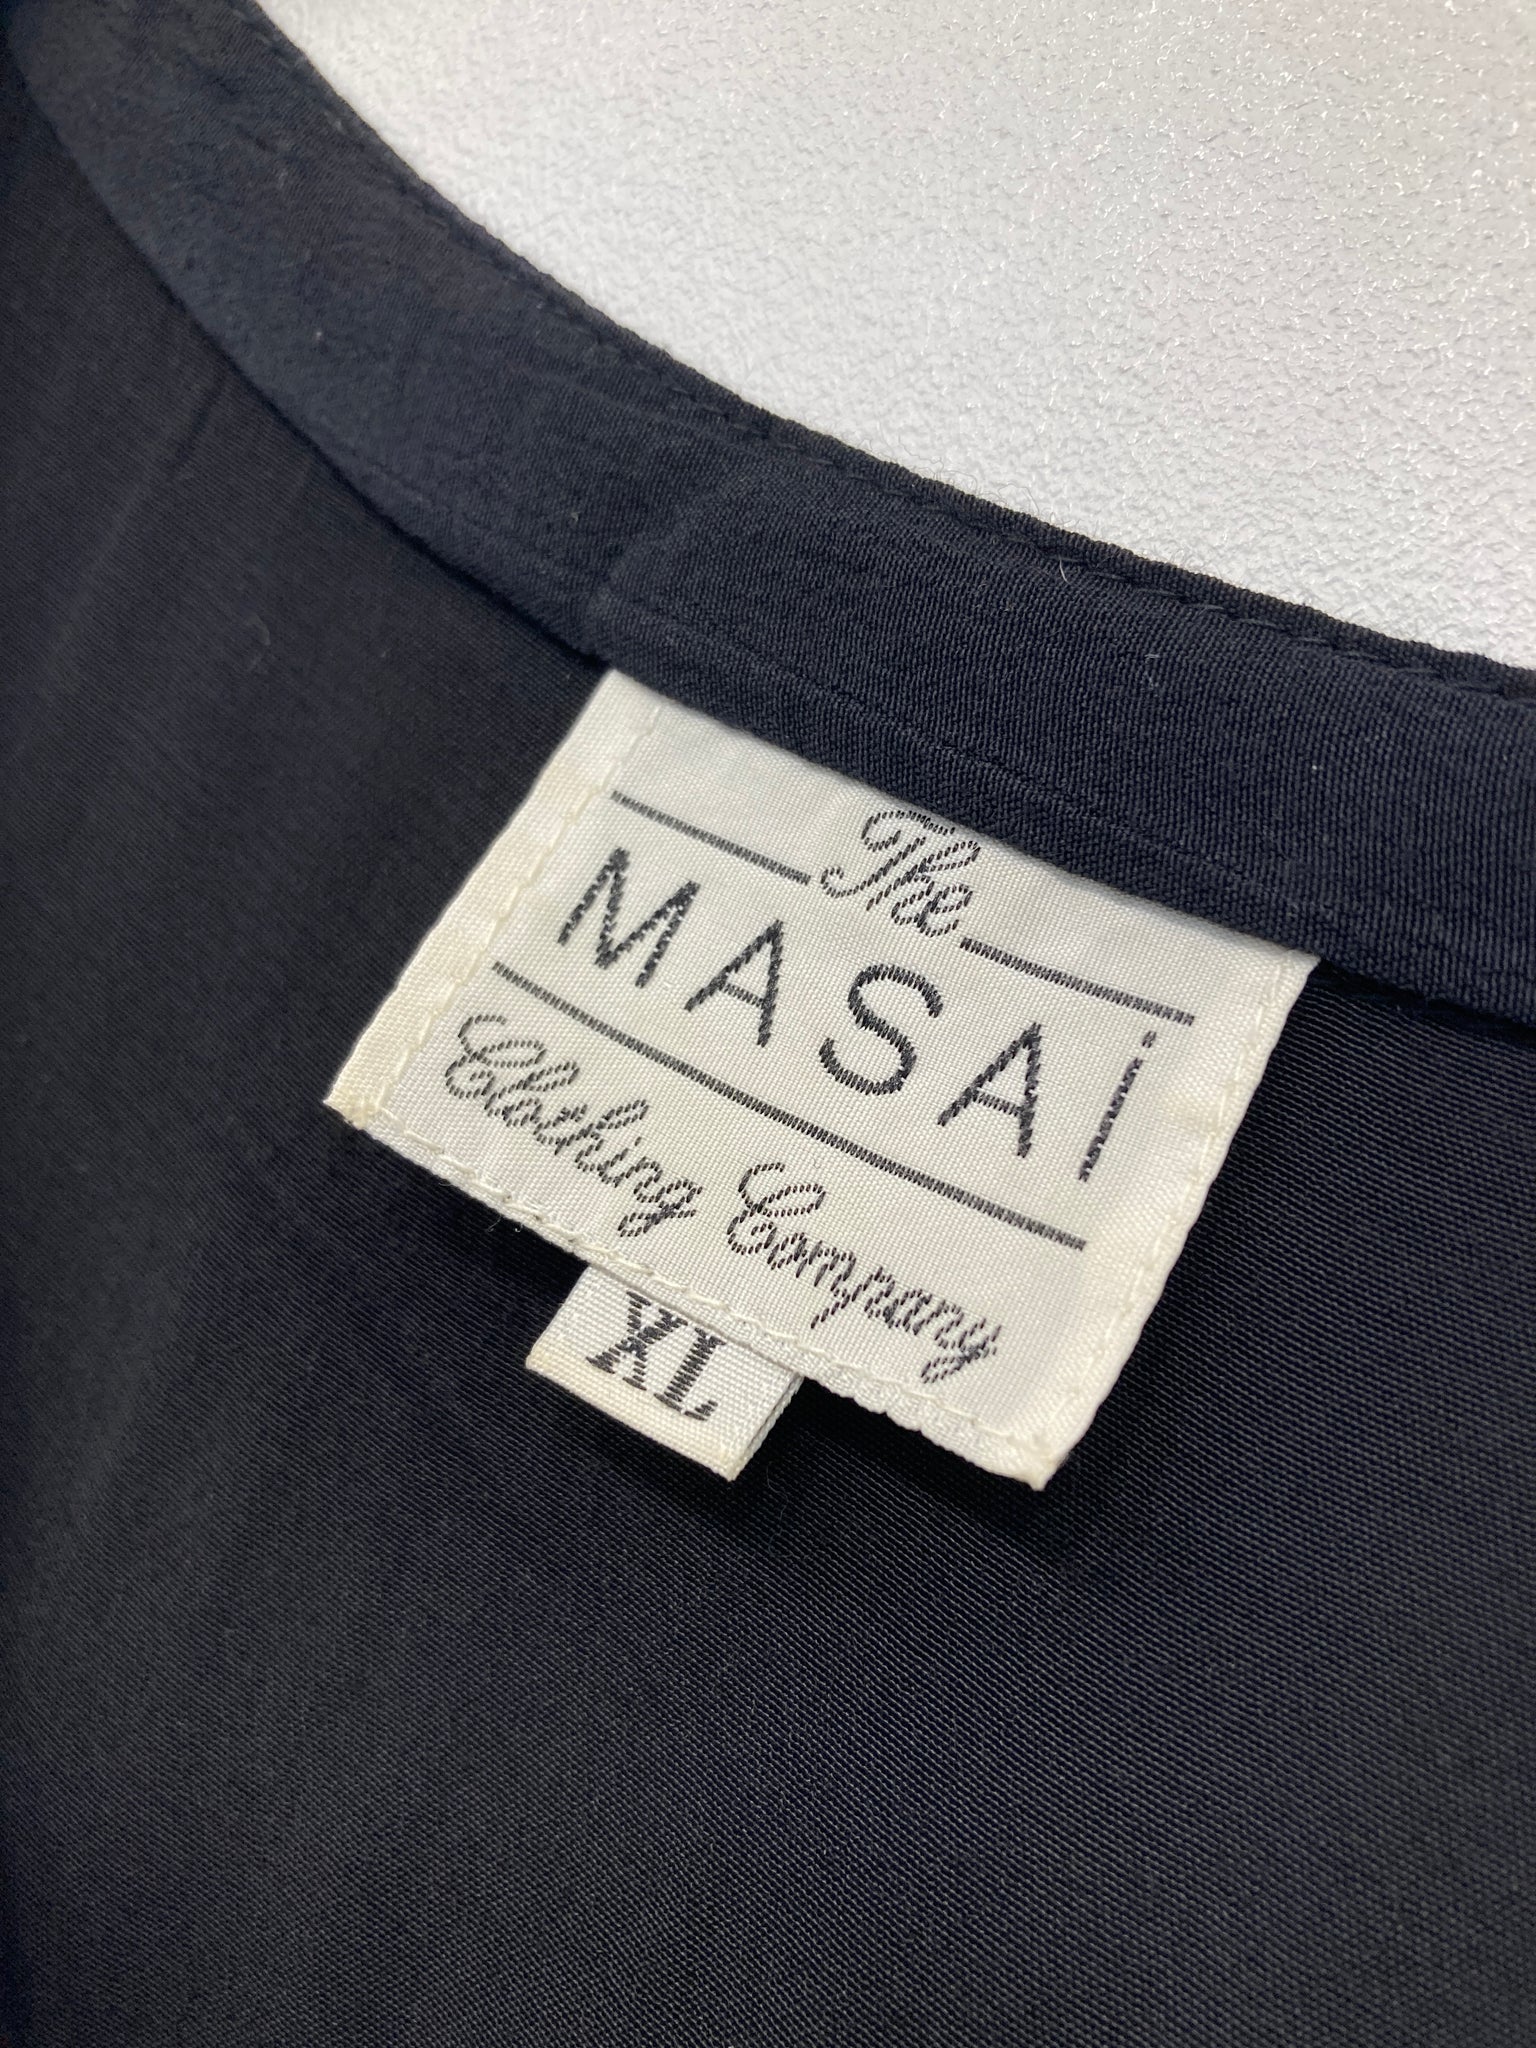 The
MASAi
Clothing Company
XL